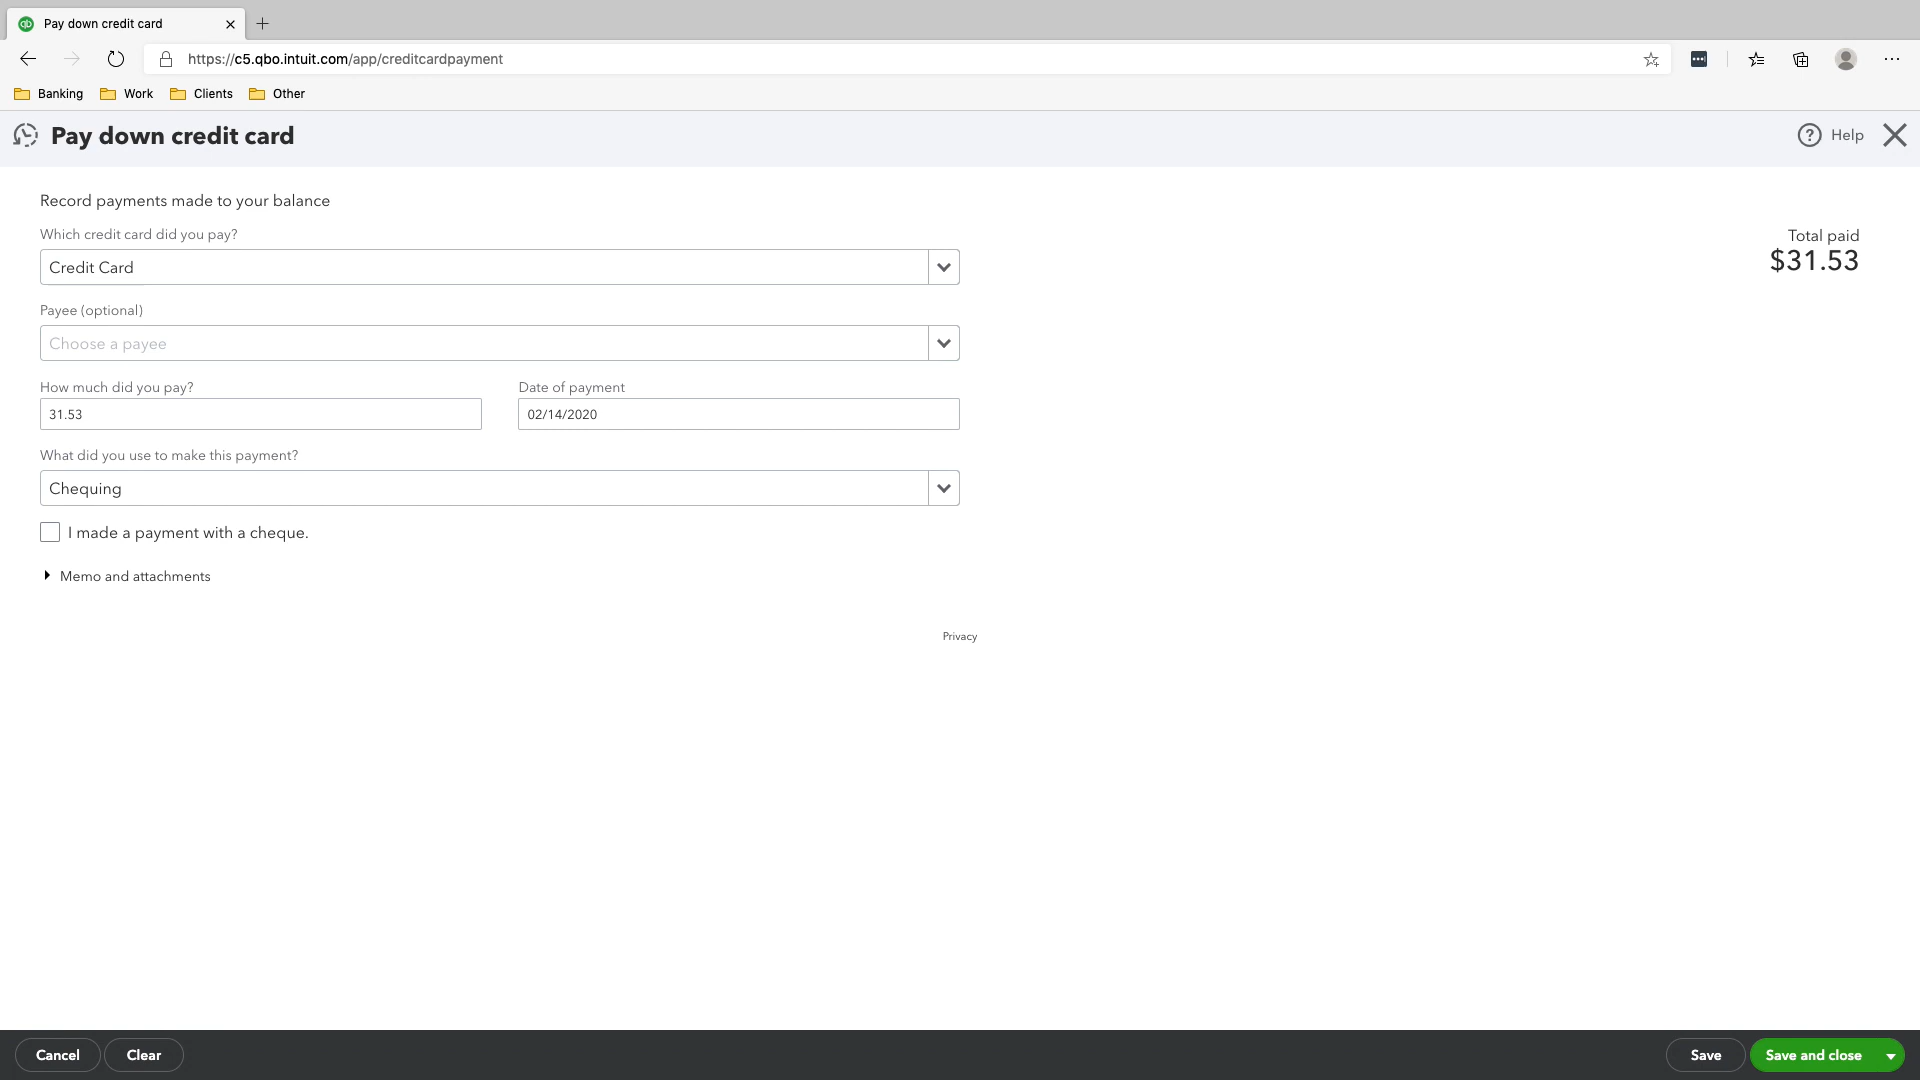 Pay down credit card
https://c5.qbo.intuit.com/app/creditcardpayment
Banking Work Clients Other
Pay down credit card
Help
Record payments made to your balance
Which credit card did you pay?
Total paid
$31.53
Credit Card
Payee (optional)
Choose a payee
How much did you pay? Date of payment
31.53 02/14/2020
What did you use to make this payment?
Chequing
I made a payment with a cheque.
Memo and attachments
Privacy
Cancel Clear Save Save and close